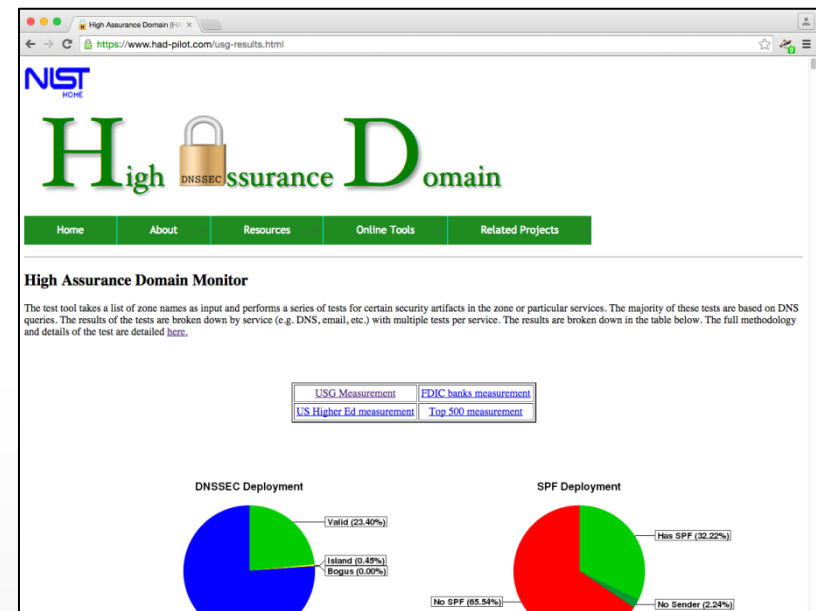 High Assurance Domain (HA
https://www.had-pilot.com/usg-results.html
NIST
HOME
High DNSSEC ssurance Domain
Home About Resources Online Tools Related Projects
High Assurance Domain Monitor
The test tool takes a list of zone names as input and performs a series of tests for certain security artifacts in the zone or particular services. The majority of these tests are based on DNS
queries. The results of the tests are broken down by service (e.g. DNS, email, etc.) with multiple tests per service. The results are broken down in the table below. The full methodology
and details of the test are detailed here.
USG Measurement FDIC banks measurement
US Higher Ed measurement Top 500 measurement
DNSSEC Deployment SPF Deployment
Valid (23.40%)
Has SPF (32.22%)
Island (0.45%)
Bogus (0.00%)
No SPF (65.54%)
No Sender (2.24%)